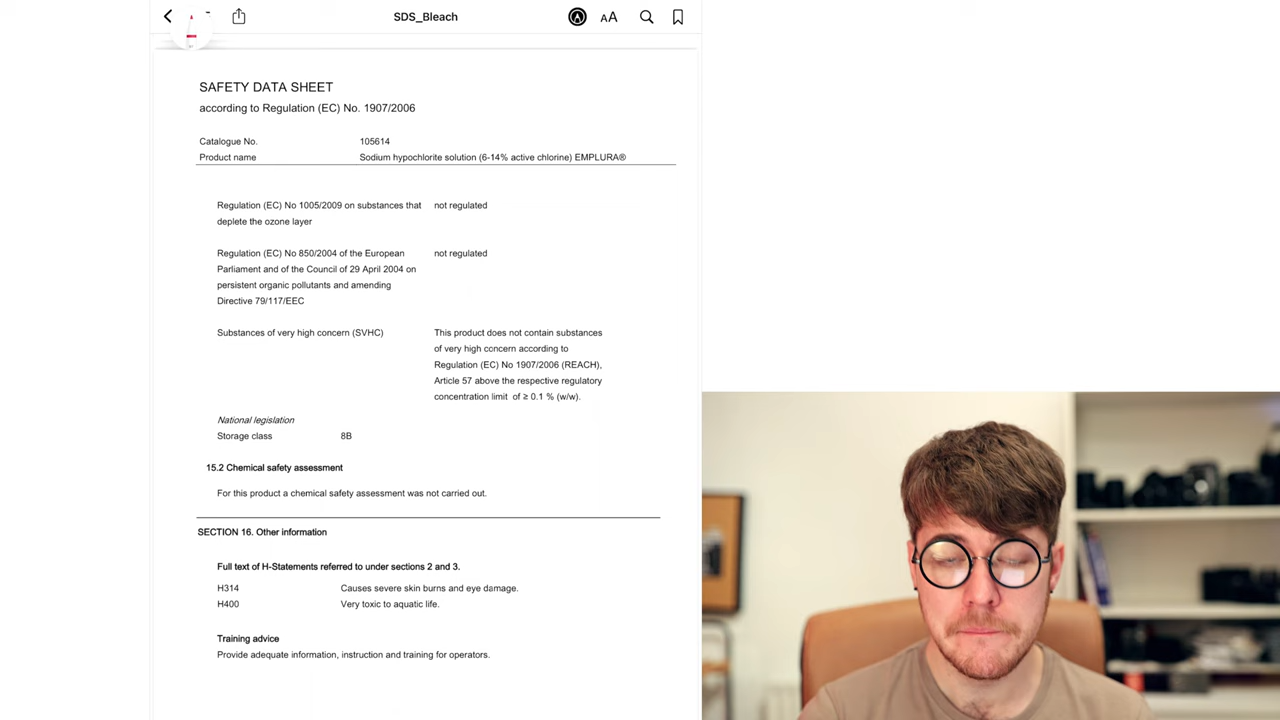 SDS_Bleach
AA
SAFETY DATA SHEET
according to Regulation (EC) No. 1907/2006
Catalogue No. 105614
Product name Sodium hypochlorite solution (6-14% active chlorine) EMPLURA®
Regulation (EC) No 1005/2009 on substances that not regulated
deplete the ozone layer
Regulation (EC) No 850/2004 of the European not regulated
Parliament and of the Council of 29 April 2004 on
persistent organic pollutants and amending
Directive 79/117/EEC
Substances of very high concern (SVHC) This product does not contain substances
of very high concern according to
Regulation (EC) No 1907/2006 (REACH),
Article 57 above the respective regulatory
concentration limit of ≥ 0.1 % (w/w).
National legislation
Storage class 8B
15.2 Chemical safety assessment
For this product a chemical safety assessment was not carried out.
SECTION 16. Other information
Full text of H-Statements referred to under sections 2 and 3.
H314 Causes severe skin burns and eye damage.
H400 Very toxic to aquatic life.
Training advice
Provide adequate information, instruction and training for operators.